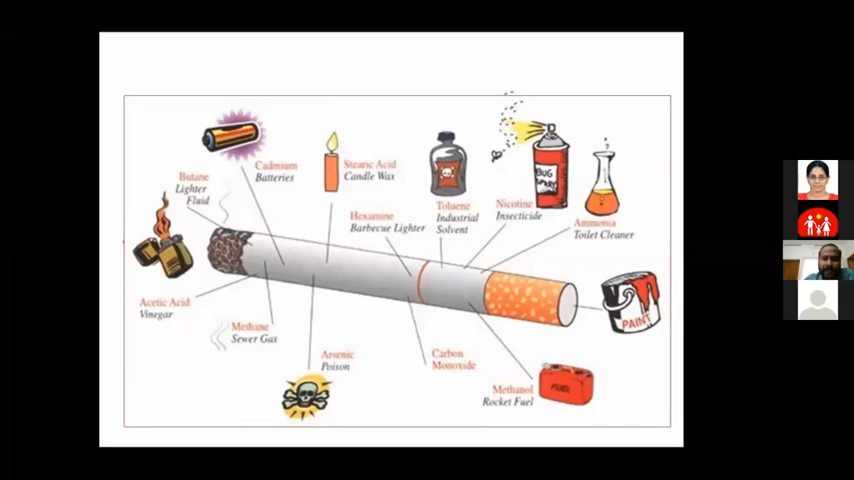 Cadmium
Batteries
Stearic Acid
Candle Wax
BUG
SPRAY
Butane
Lighter
Fluid
Hexamine
Barbecue Lighter
Toluene
Industrial
Solvent
Nicotine
Insecticide
Ammonia
Toilet Cleaner
Acetic Acid
Vinegar
PAINT
Methane
Sewer Gas
Arsenic
Poison
Carbon
Monoxide
Methanol
Rocket Fuel
FUEL